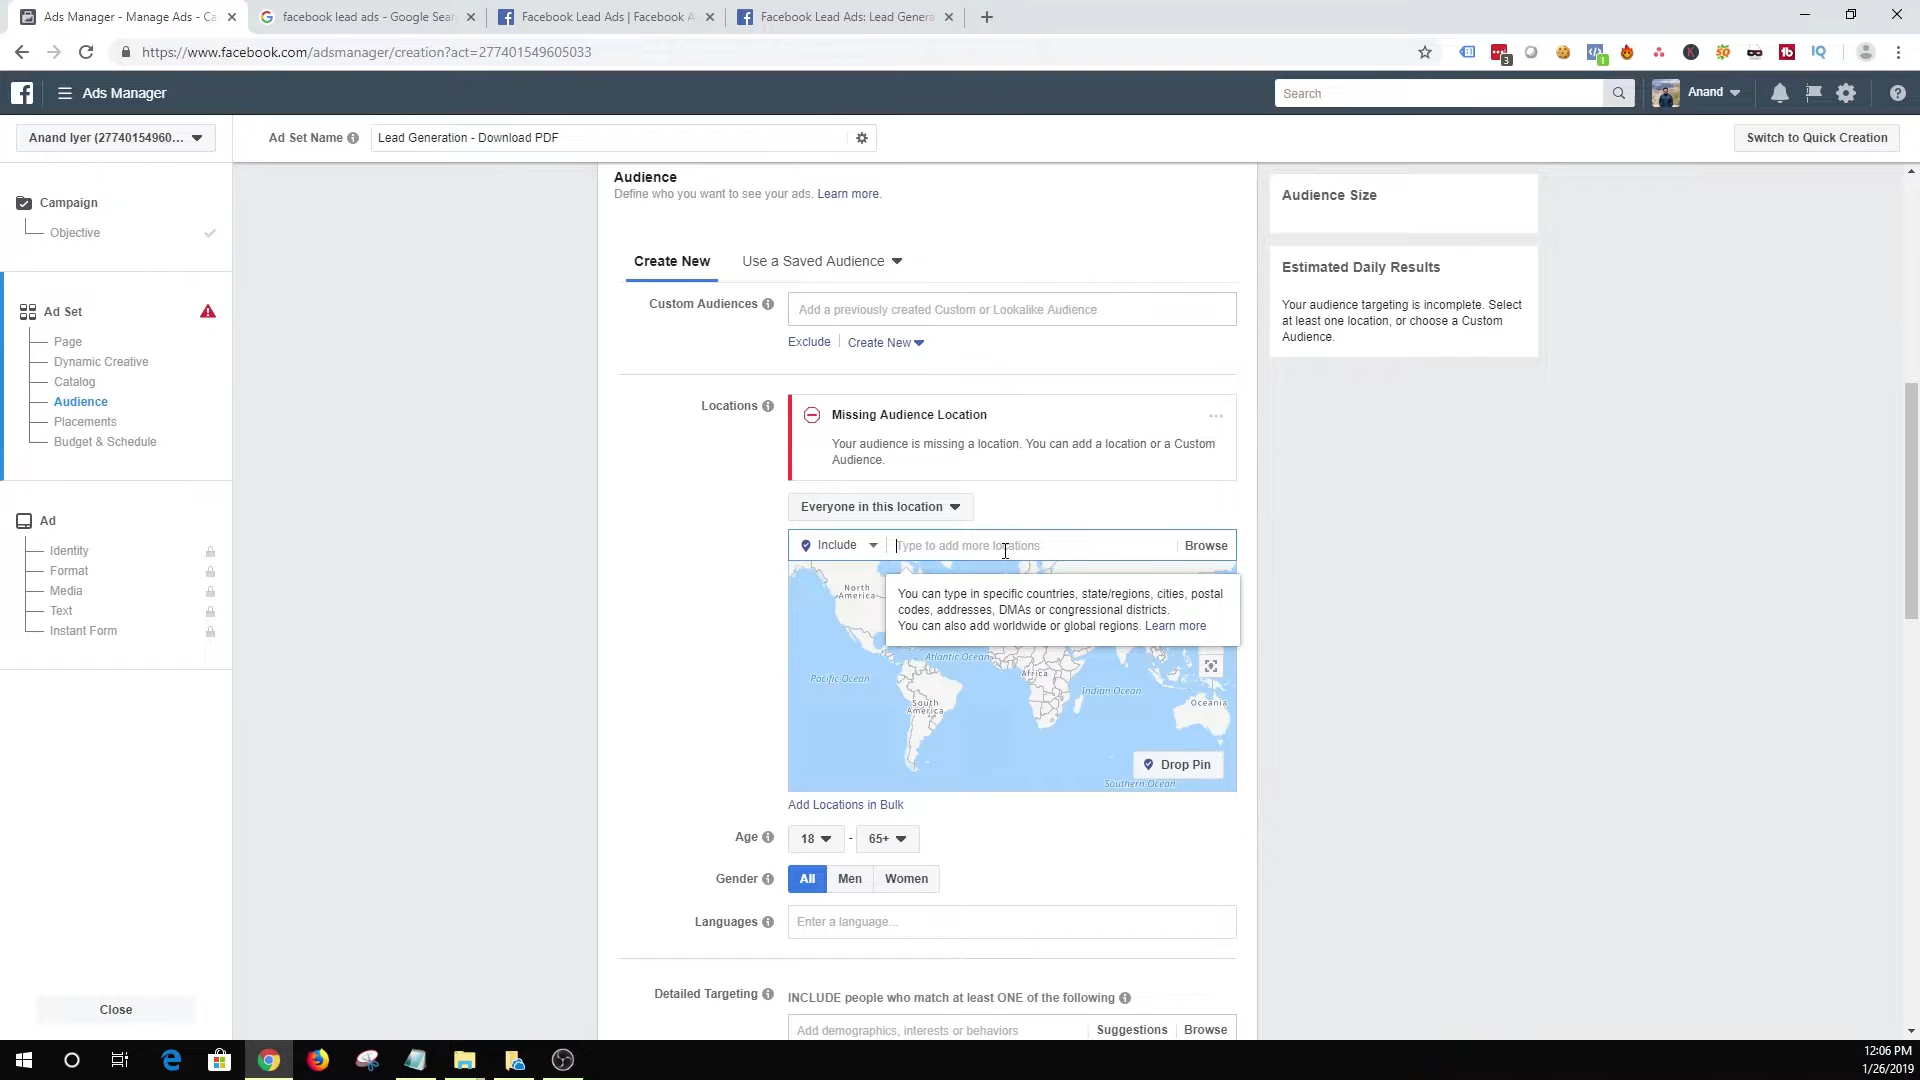 Ads Manager - Manage Ads - Ca
facebook lead ads - Google Sear
Facebook Lead Ads | Facebook A
Facebook Lead Ads: Lead Genera
https://www.facebook.com/adsmanager/creation?act=277401549605033
3
1
tb
IQ
Ads Manager
Search
Anand
Anand Iyer (27740154960...
Ad Set Name
Lead Generation - Download PDF
Switch to Quick Creation
Campaign
Objective
Ad Set
Page
Dynamic Creative
Catalog
Audience
Placements
Budget & Schedule
Ad
Identity
Format
Media
Text
Instant Form
Close
Audience
Define who you want to see your ads. Learn more.
Create New
Use a Saved Audience
Custom Audiences
Add a previously created Custom or Lookalike Audience
Exclude
Create New
Locations
Missing Audience Location
Your audience is missing a location. You can add a location or a Custom
Audience.
Everyone in this location
Include
Type to add more locations
Browse
You can type in specific countries, state/regions, cities, postal
codes, addresses, DMAs or congressional districts.
You can also add worldwide or global regions. Learn more
North
America
Atlantic Ocean
Pacific Ocean
Africa
Indian Ocean
South
America
Oceania
Drop Pin
Southern Ocean
Add Locations in Bulk
Age
18
-
65+
Gender
All
Men
Women
Languages
Enter a language...
Detailed Targeting
INCLUDE people who match at least ONE of the following
Add demographics, interests or behaviors
Suggestions
Browse
Audience Size
Estimated Daily Results
Your audience targeting is incomplete. Select
at least one location, or choose a Custom
Audience.
12:06 PM
1/26/2019